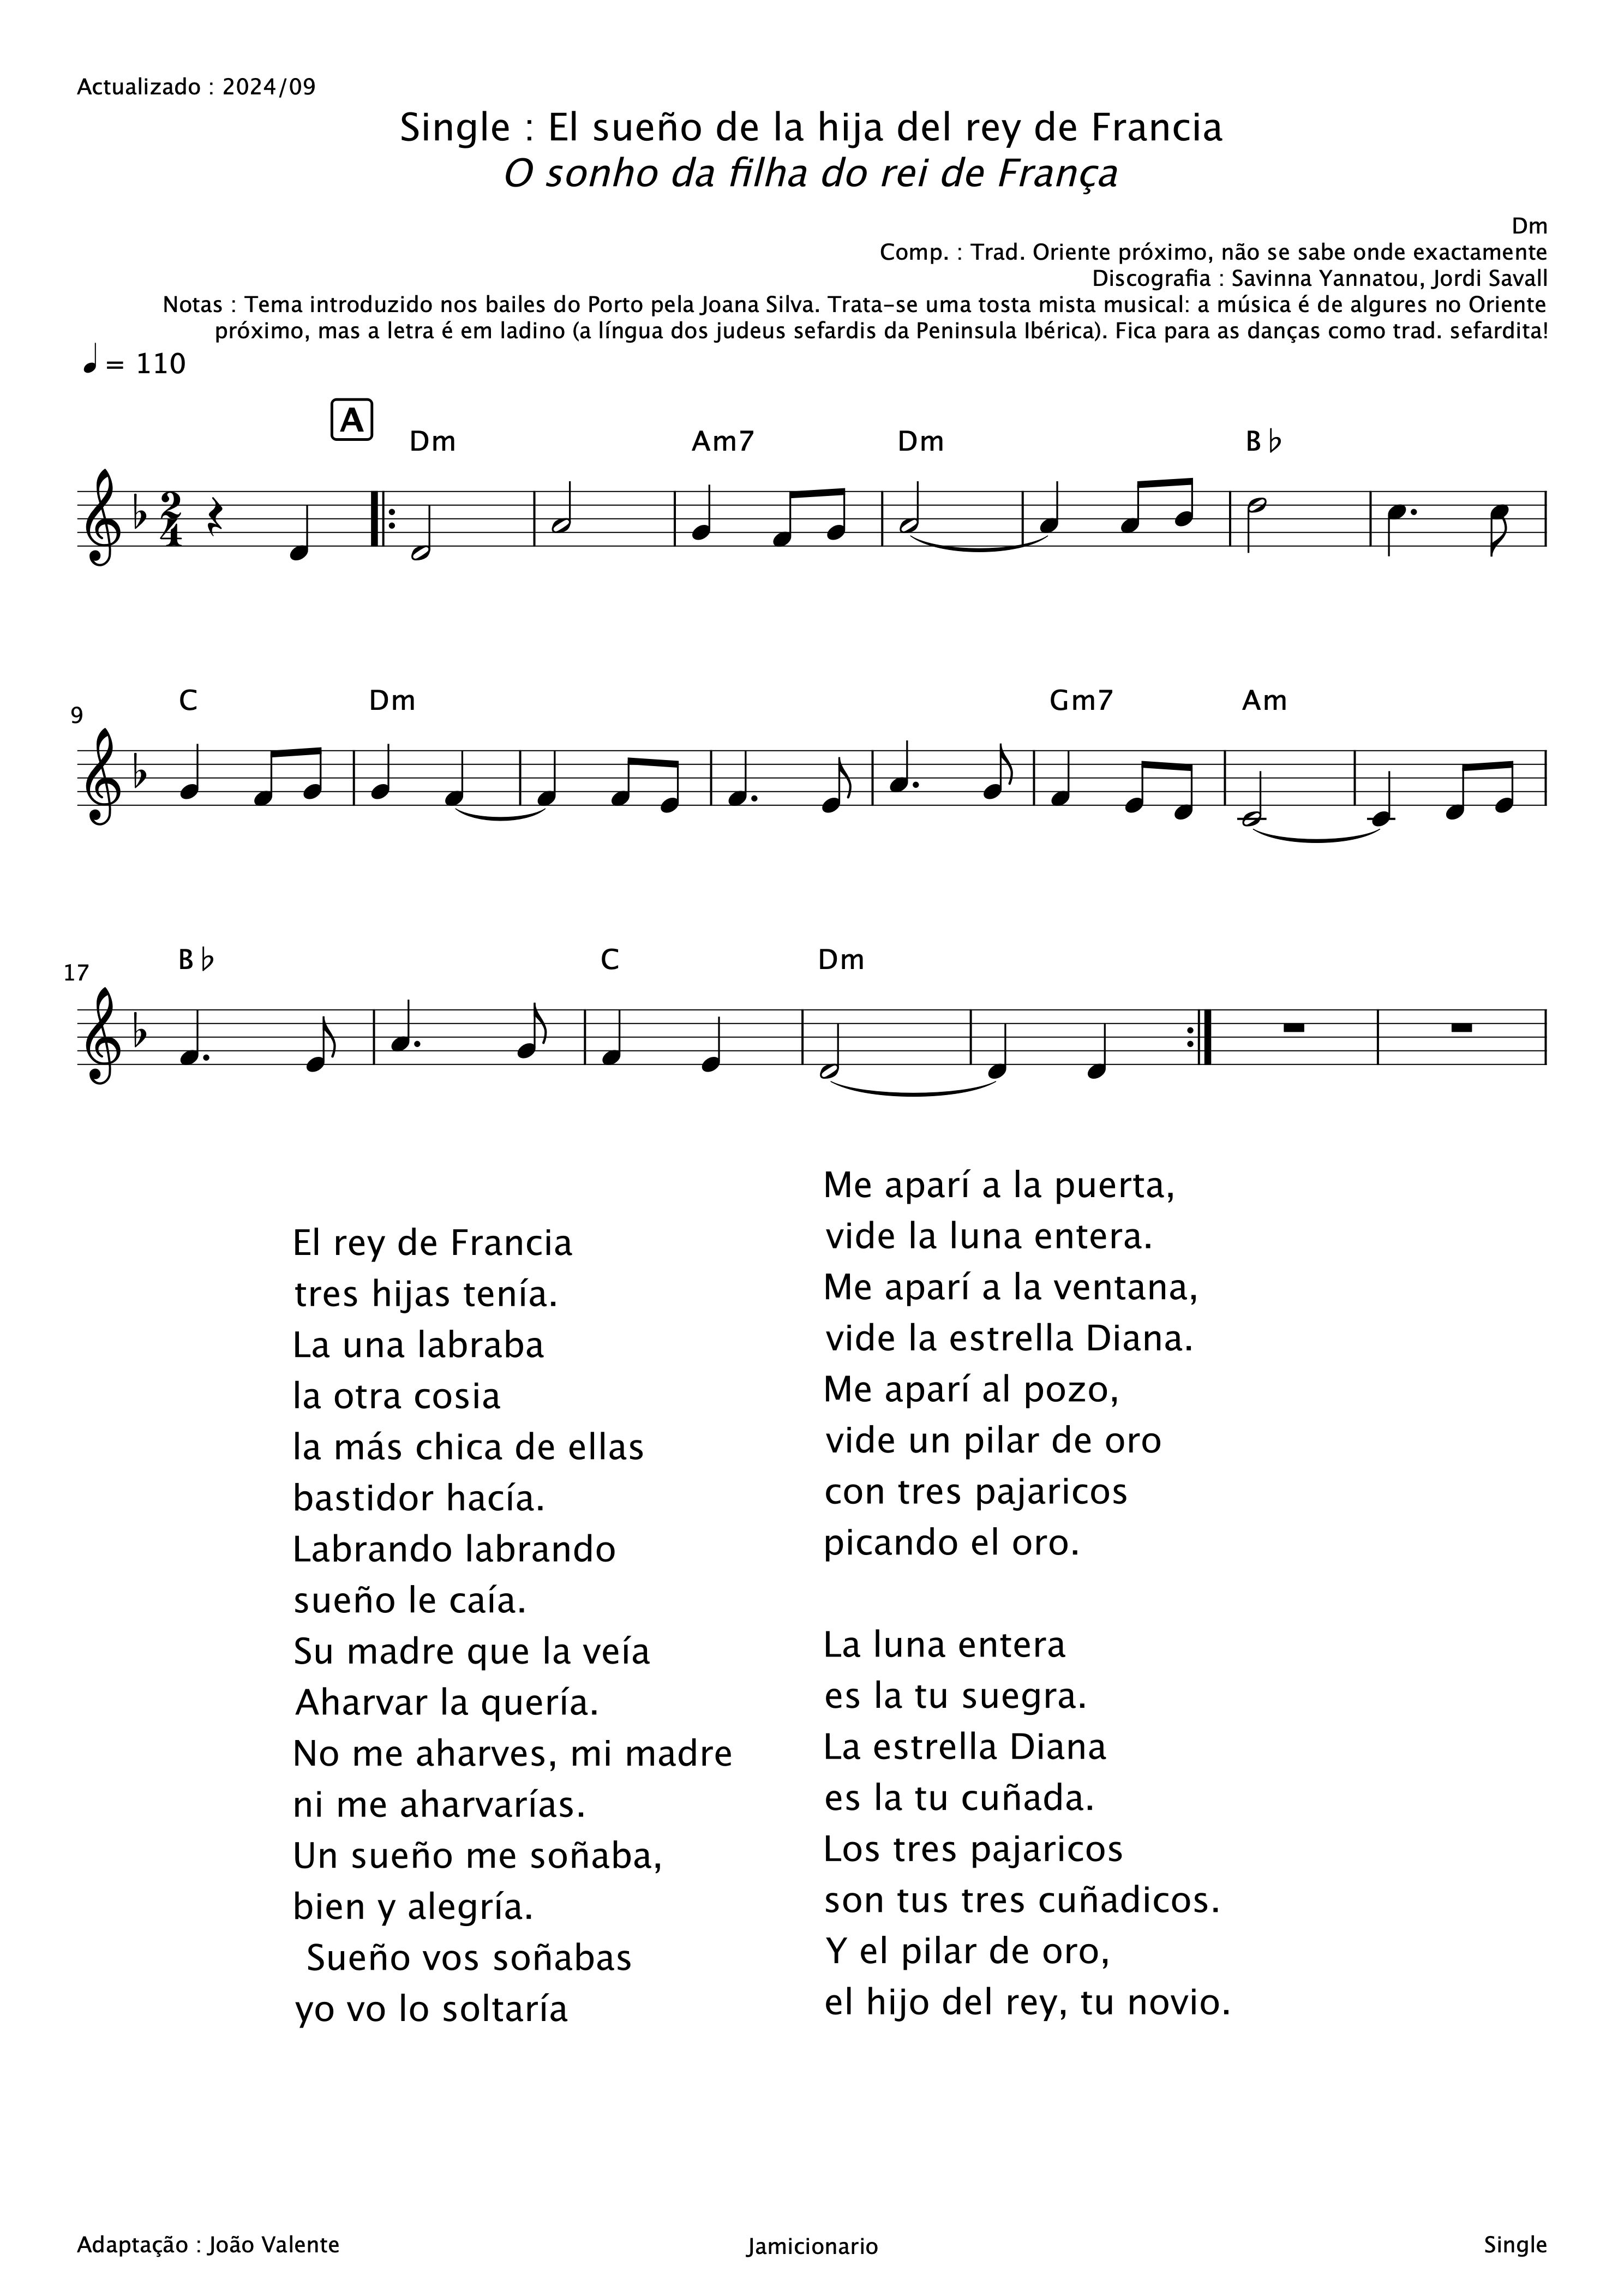 Actualizado : 2024/09
Single : El sueño de la hija del rey de Francia
O sonho da filha do rei de França
Dm
Comp. : Trad. Oriente próximo, não se sabe onde exactamente
Discografia : Savinna Yannatou, Jordi Savall
Notas : Tema introduzido nos bailes do Porto pela Joana Silva. Trata-se uma tosta mista musical: a música é de algures no Oriente
próximo, mas a letra é em ladino (a língua dos judeus sefardis da Peninsula Ibérica). Fica para as danças como trad. sefardita!
= 110
A
Dm Am7 Dm B♭
2
4
C Dm Gm7 Am
9
B♭ C Dm
17
El rey de Francia
tres hijas tenía.
La una labraba
la otra cosia
la más chica de ellas
bastidor hacía.
Labrando labrando
sueño le caía.
Su madre que la veía
Aharvar la quería.
No me aharves, mi madre
ni me aharvarías.
Un sueño me soñaba,
bien y alegría.
Sueño vos soñabas
yo vo lo soltaría
Me aparí a la puerta,
vide la luna entera.
Me aparí a la ventana,
vide la estrella Diana.
Me aparí al pozo,
vide un pilar de oro
con tres pajaricos
picando el oro.
La luna entera
es la tu suegra.
La estrella Diana
es la tu cuñada.
Los tres pajaricos
son tus tres cuñadicos.
Y el pilar de oro,
el hijo del rey, tu novio.
Adaptação : João Valente
Jamicionario
Single